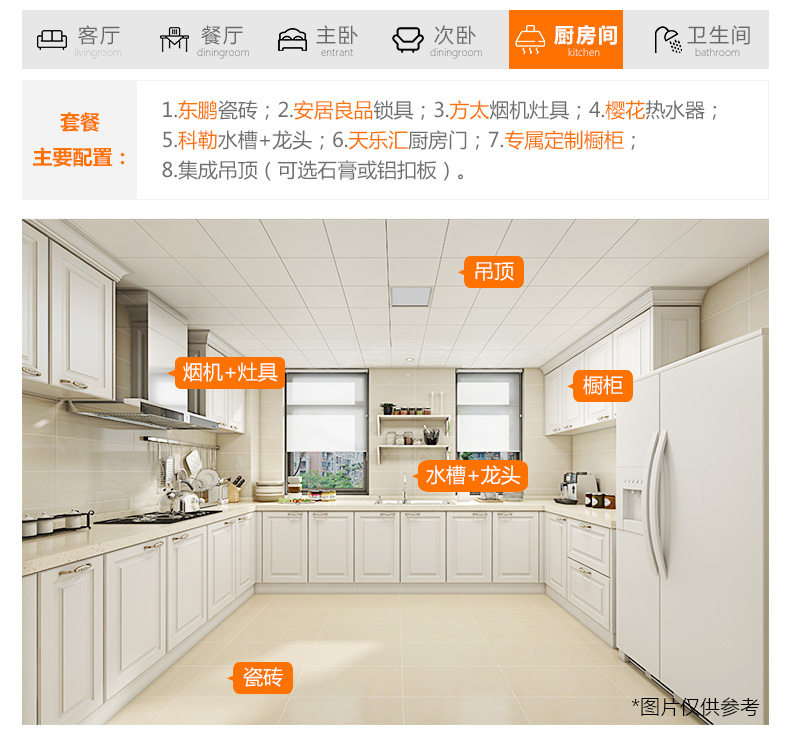 客厅 餐厅 主卧 次卧 厨房间 卫生间
livingroom diningroom entrant diningroom kitchen bathroom
套餐
主要配置：
1.东鹏瓷砖；2.安居良品锁具；3.方太烟机灶具；4.樱花热水器；
5.科勒水槽+龙头；6.天乐汇厨房门；7.专属定制橱柜；
8.集成吊顶（可选石膏或铝扣板）。
吊顶
烟机+灶具
橱柜
水槽+龙头
瓷砖
*图片仅供参考